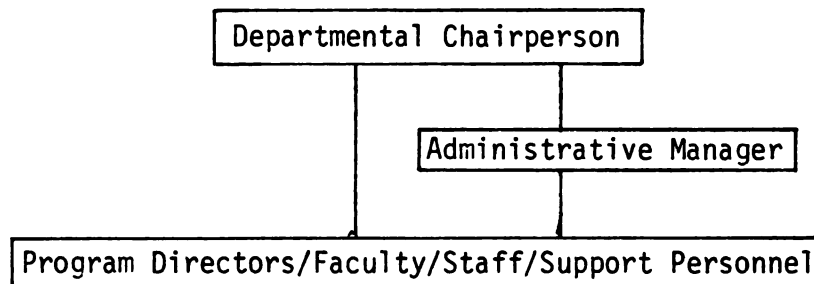 Departmental Chairperson
Administrative Manager
Program Directors/Faculty/Staff/Support Personnel